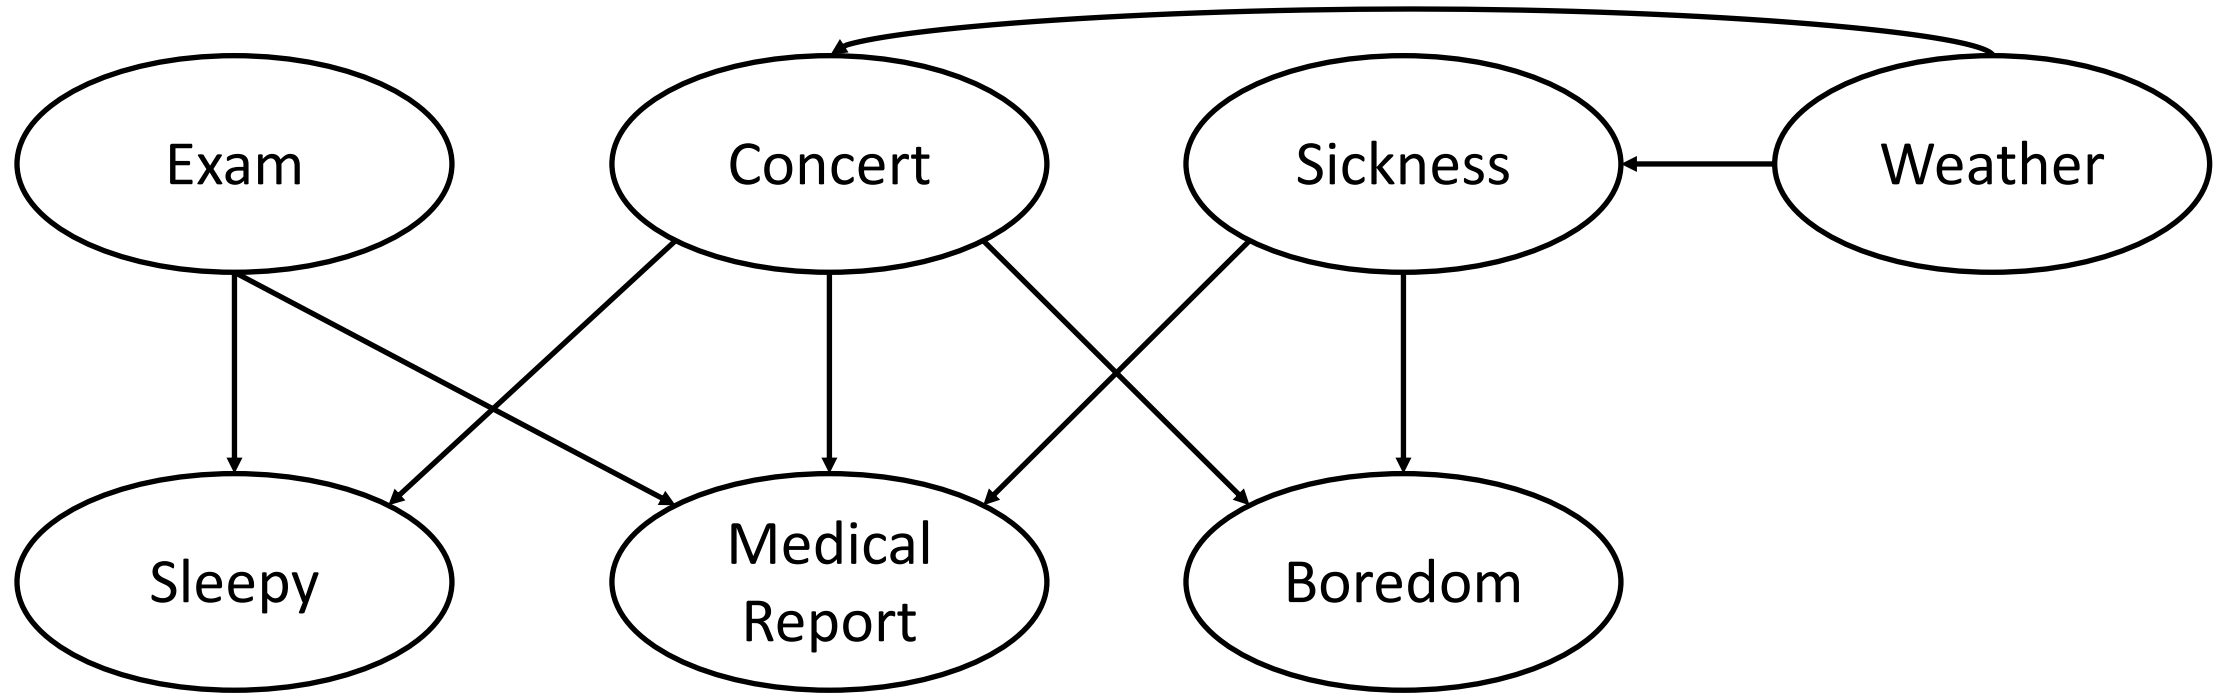 Exam
Concert
Sickness
Weather
Sleepy
Medical
Report
Boredom